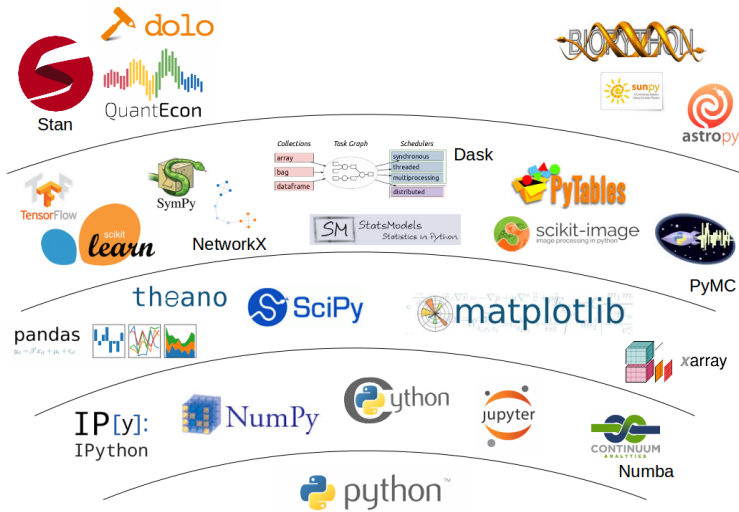 dolo
Stan
QuantEcon
BIOPYTHON
sunpy
astropy
Collections
Task Graph
Schedulers
array
bag
dataframe
synchronous
threaded
multiprocessing
distributed
Dask
TensorFlow
SymPy
scikit
learn
NetworkX
SM StatsModels
Statistics in Python
PyTables
scikit-image
image processing in python
PyMC
theano
SciPy
matplotlib
pandas
xarray
IP[y]:
IPython
NumPy
Cython
jupyter
CONTINUUM
ANALYTICS
Numba
python™